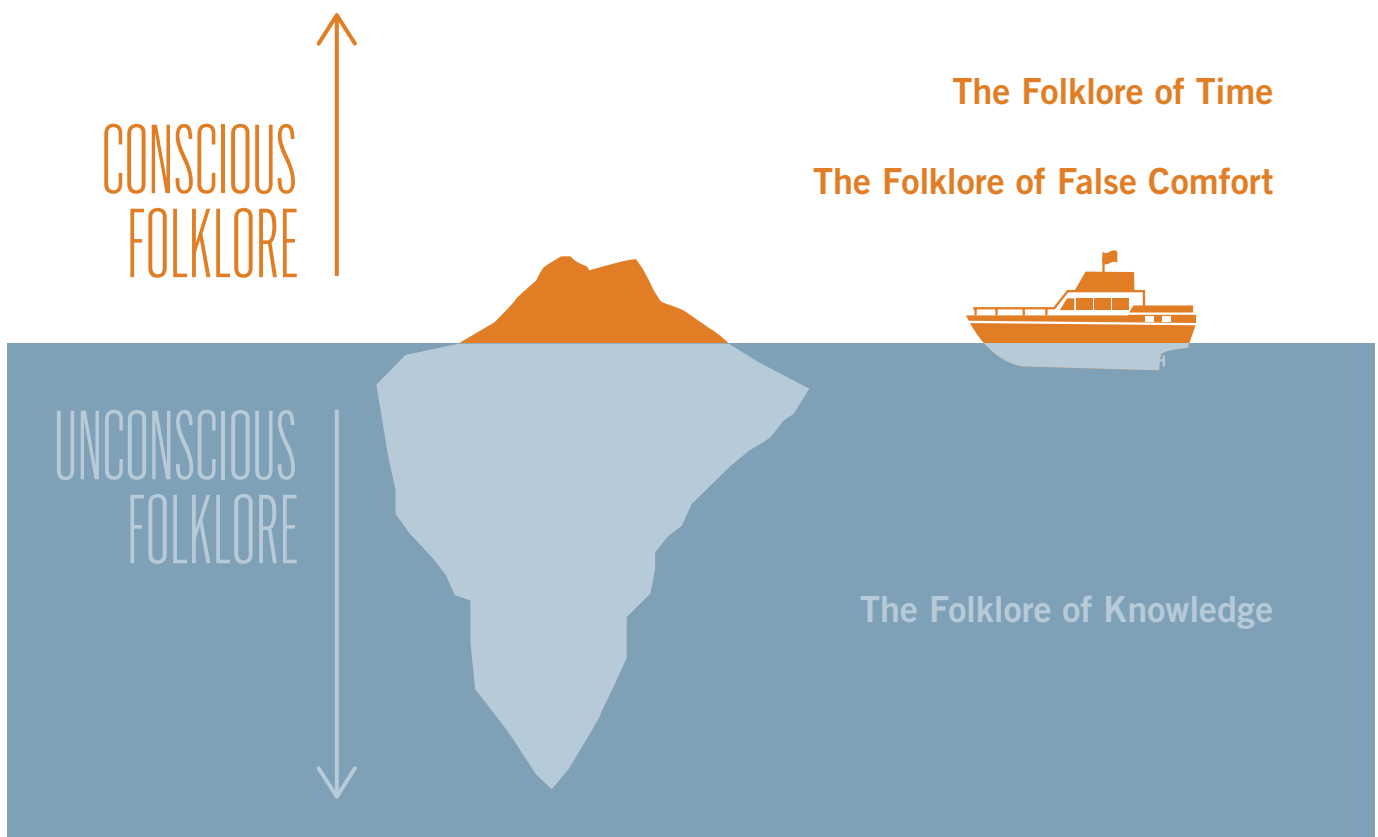 CONSCIOUS
FOLKLORE
The Folklore of Time
The Folklore of False Comfort
UNCONSCIOUS
FOLKLORE
The Folklore of Knowledge